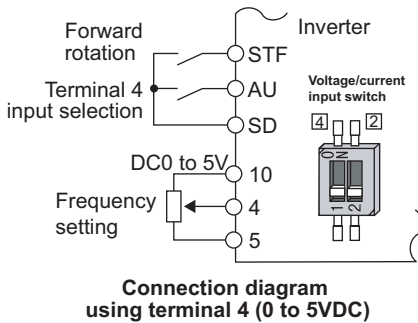 Inverter
Forward
rotation
STF
Terminal 4
input selection
AU
SD
Voltage/current
input switch
4
2
O
N
1
2
DC0 to 5V
10
Frequency
setting
4
5
Connection diagram
using terminal 4 (0 to 5VDC)